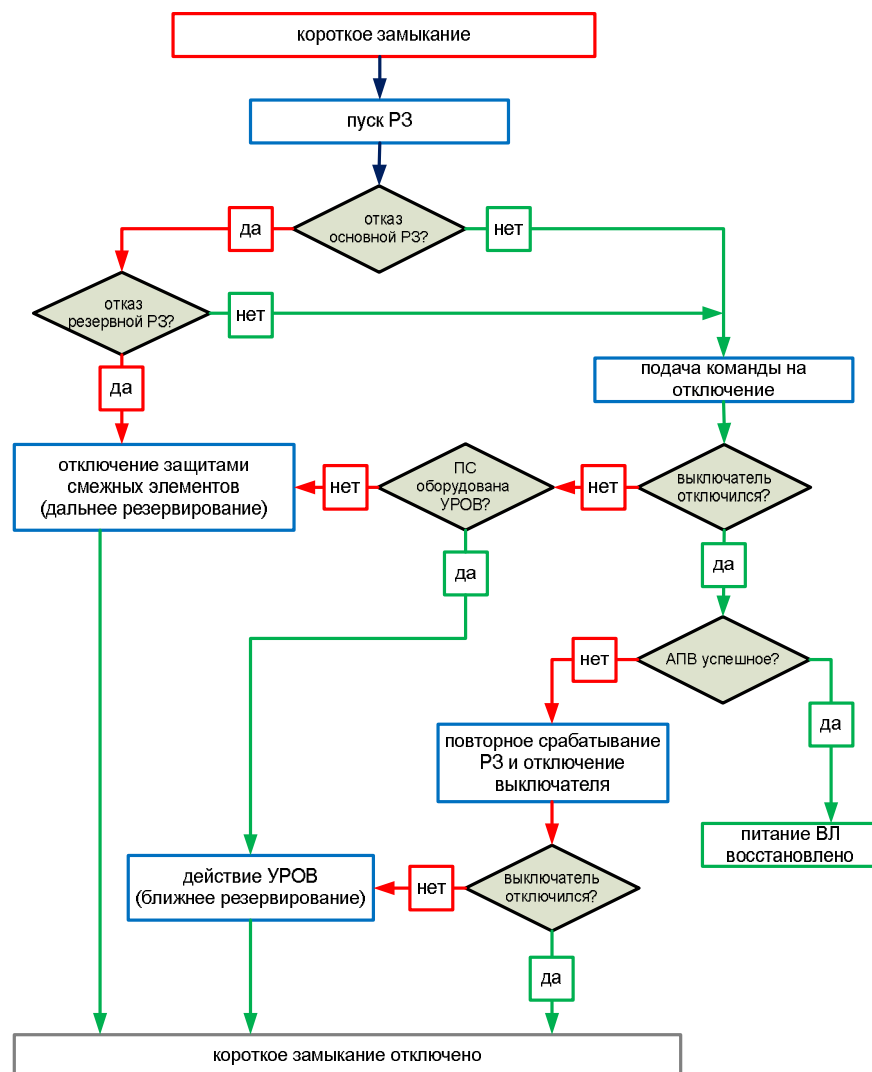 короткое замыкание
пуск РЗ
отказ
основной РЗ?
да
нет
отказ
резервной РЗ?
нет
да
подача команды на
отключение
отключение защитами
смежных элементов
(дальнее резервирование)
нет
ПС
оборудована
УРОВ?
нет
выключатель
отключился?
да
да
нет
АПВ успешное?
да
повторное срабатывание
РЗ и отключение
выключателя
питание ВЛ
восстановлено
действие УРОВ
(ближнее резервирование)
нет
выключатель
отключился?
да
короткое замыкание отключено